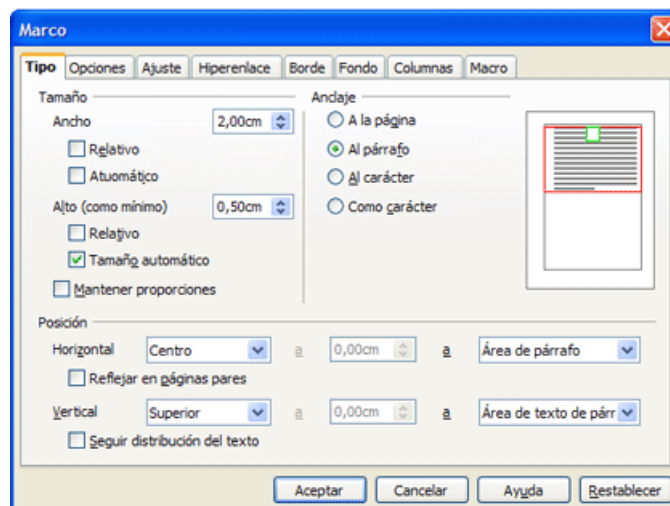 Marco
Tipo Opciones Ajuste Hiperenlace Borde Fondo Columnas Macro
Tamaño
Ancho 2,00cm
Relativo
Atuomático
Alto (como mínimo) 0,50cm
Relativo
Tamaño automático
Mantener proporciones
Anclaje
A la página
Al párrafo
Al carácter
Como carácter
Posición
Horizontal Centro a 0,00cm a Área de párrafo
Reflejar en páginas pares
Vertical Superior a 0,00cm a Área de texto de párr
Seguir distribución del texto
Aceptar Cancelar Ayuda Restablecer